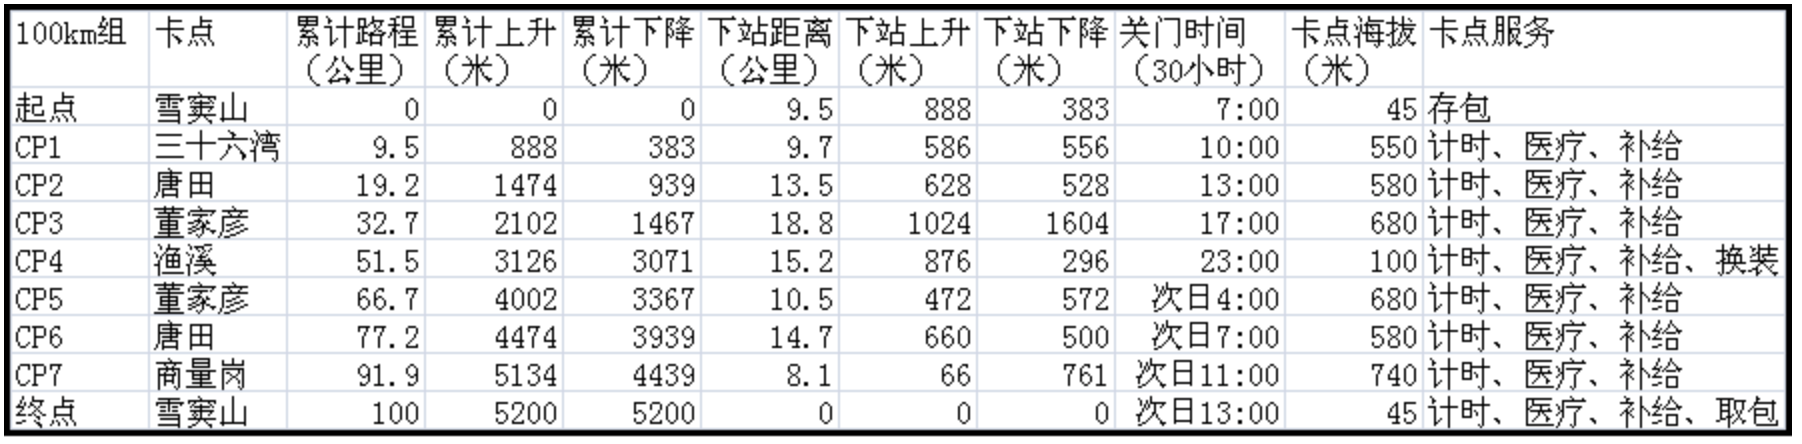 100km组 卡点 累计路程（公里） 累计上升（米） 累计下降（米） 下站距离（公里） 下站上升（米） 下站下降（米） 关门时间（30小时） 卡点海拔（米） 卡点服务
起点 雪窦山 0 0 0 9.5 888 383 7:00 45 存包
CP1 三十六湾 9.5 888 383 9.7 586 556 10:00 550 计时、医疗、补给
CP2 唐田 19.2 1474 939 13.5 628 528 13:00 580 计时、医疗、补给
CP3 董家彦 32.7 2102 1467 18.8 1024 1604 17:00 680 计时、医疗、补给
CP4 渔溪 51.5 3126 3071 15.2 876 296 23:00 100 计时、医疗、补给、换装
CP5 董家彦 66.7 4002 3367 10.5 472 572 次日4:00 680 计时、医疗、补给
CP6 唐田 77.2 4474 3939 14.7 660 500 次日7:00 580 计时、医疗、补给
CP7 商量岗 91.9 5134 4439 8.1 66 761 次日11:00 740 计时、医疗、补给
终点 雪窦山 100 5200 5200 0 0 0 次日13:00 45 计时、医疗、补给、取包